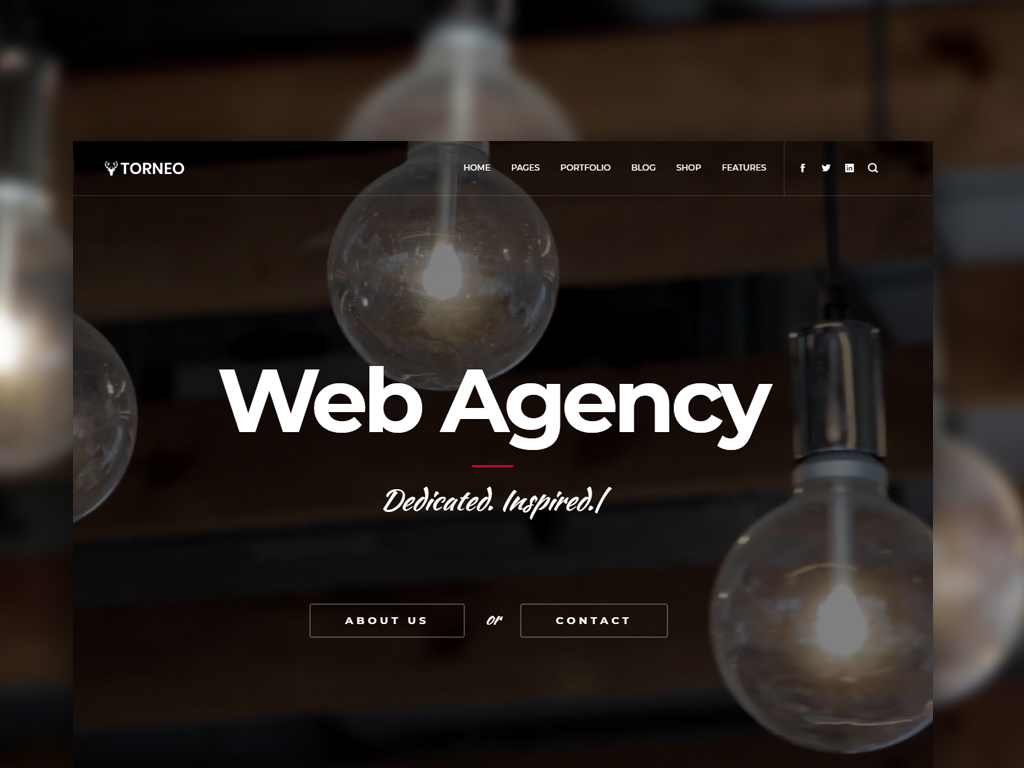 TORNEO
HOME PAGES PORTFOLIO BLOG SHOP FEATURES
Web Agency
Dedicated. Inspired./
ABOUT US or CONTACT